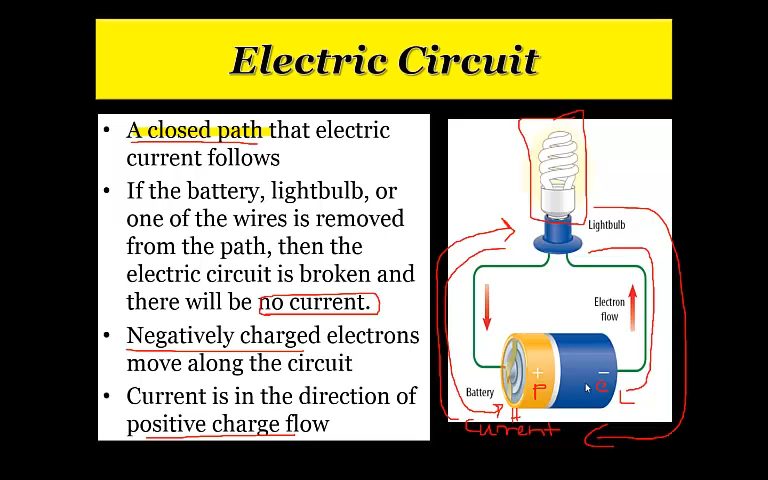 Electric Circuit
• A closed path that electric
current follows
• If the battery, lightbulb, or
one of the wires is removed
from the path, then the
electric circuit is broken and
there will be no current.
• Negatively charged electrons
move along the circuit
• Current is in the direction of
positive charge flow
Lightbulb
Electron
flow
+
−
p
e
Battery
Current